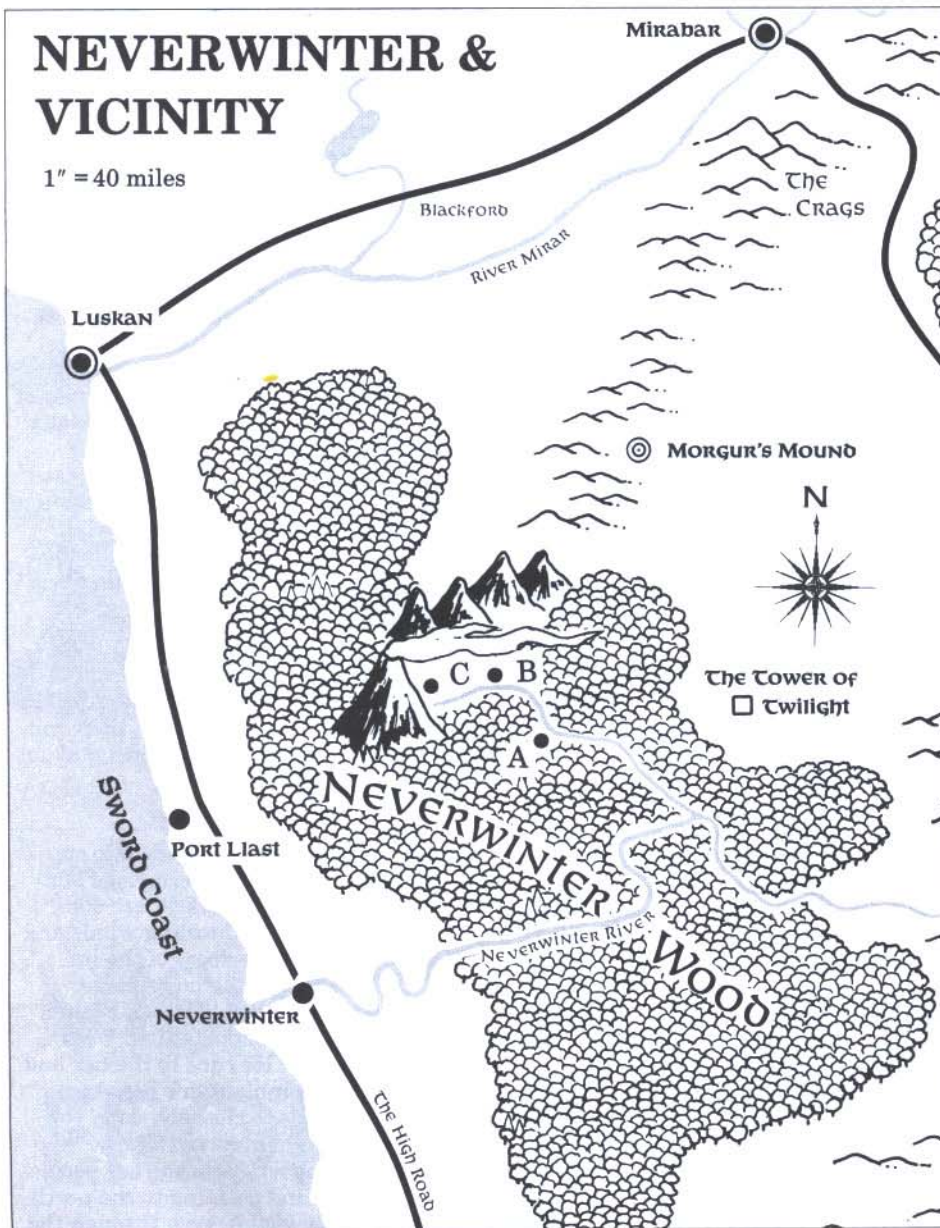 Mirabar
NEVERWINTER &
VICINITY
1" = 40 miles
The
Crags
Blackford
River Mirar
Luskan
Morgur's Mound
N
The Tower of
Twilight
C
B
A
Neverwinter
Wood
Sword Coast
Port Llast
Neverwinter River
Neverwinter
The High Road